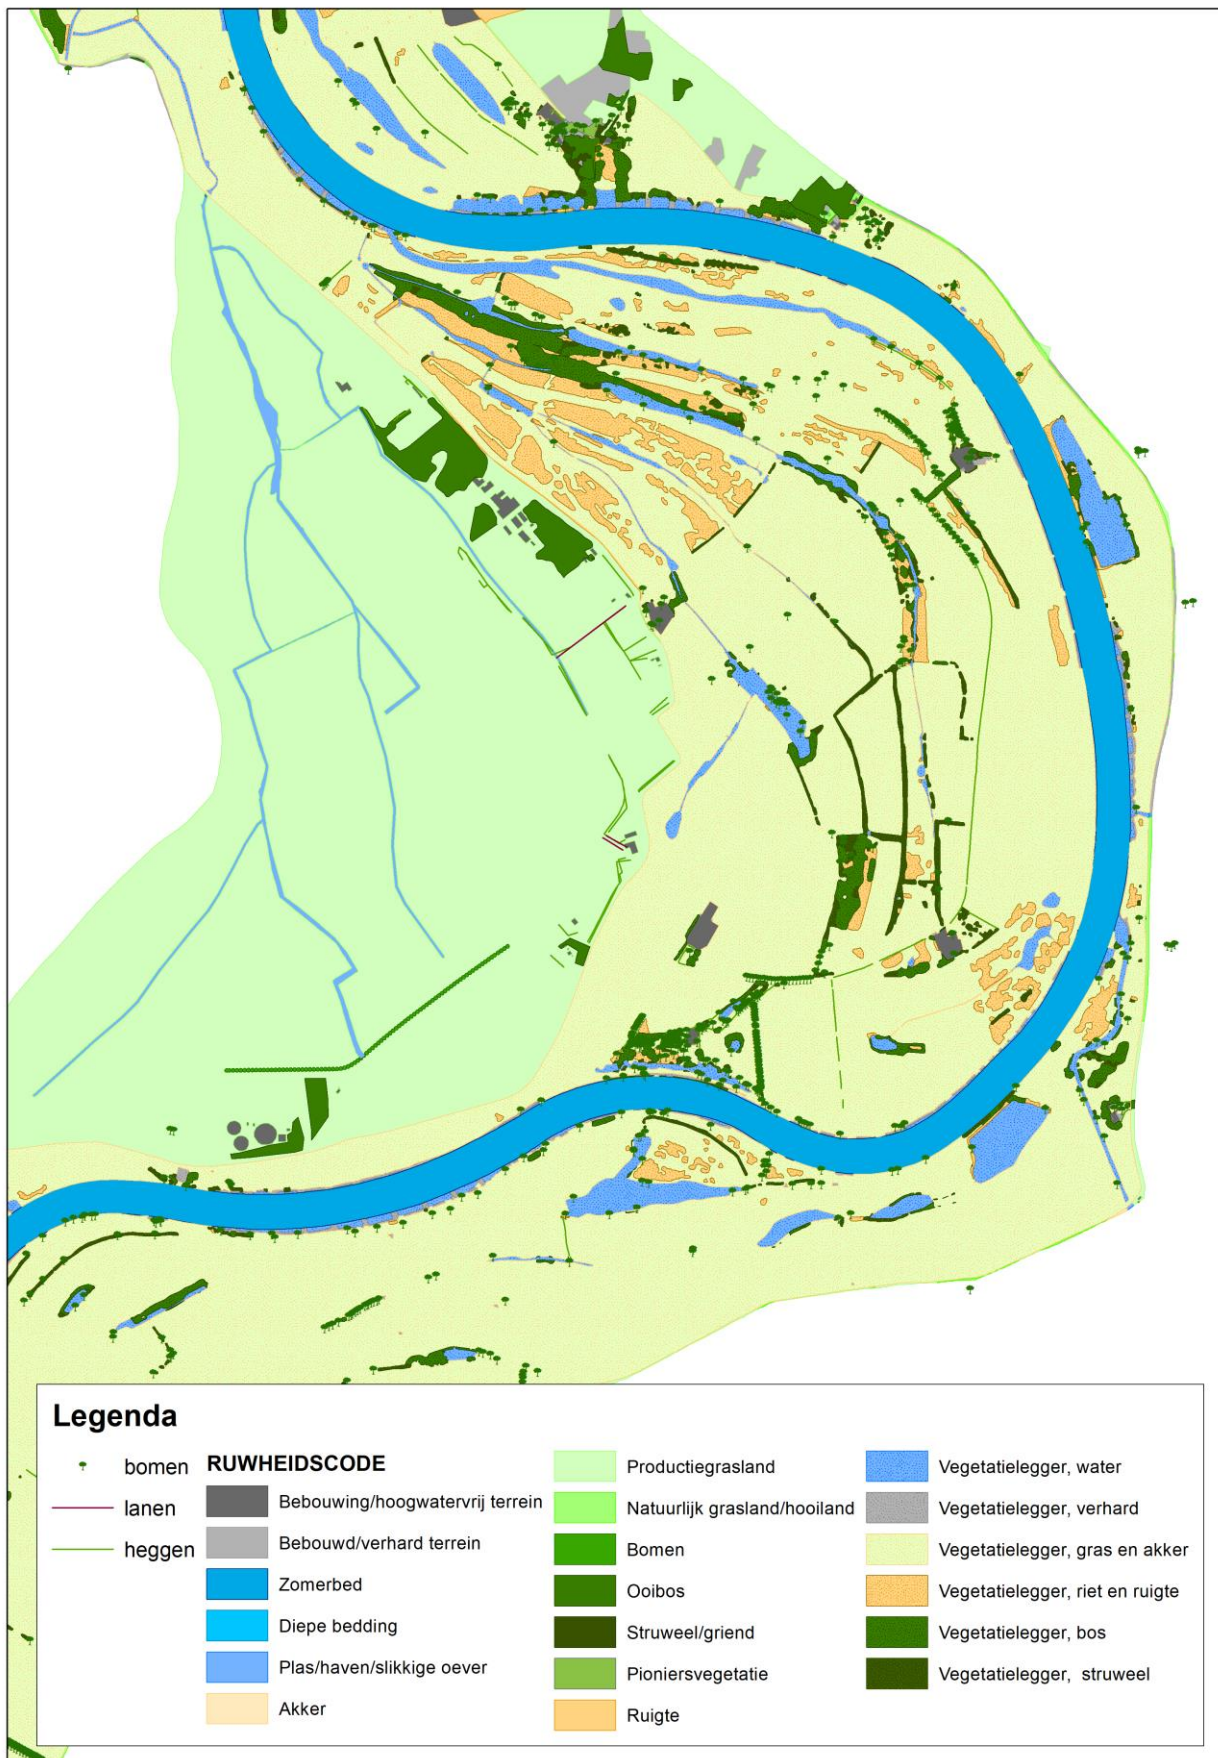 Legenda
bomen
lanen
heggen
RUWHEIDSCODE
Bebouwing/hoogwatervrij terrein
Bebouwd/verhard terrein
Zomerbed
Diepe bedding
Plas/haven/slikkige oever
Akker
Productiegrasland
Natuurlijk grasland/hooiland
Bomen
Ooibos
Struweel/griend
Pioniersvegetatie
Ruigte
Vegetatielegger, water
Vegetatielegger, verhard
Vegetatielegger, gras en akker
Vegetatielegger, riet en ruigte
Vegetatielegger, bos
Vegetatielegger, struweel